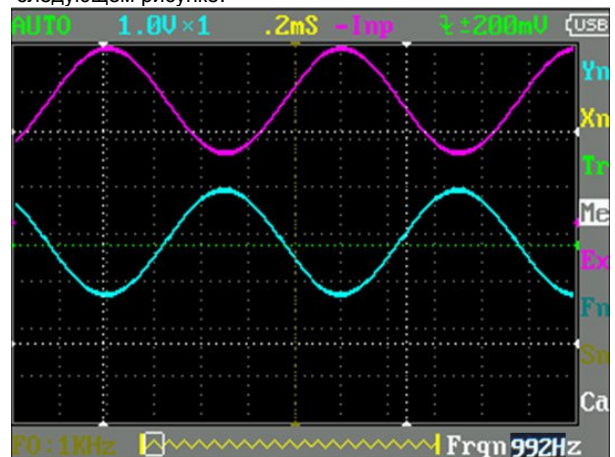 следующем рисунке:
AUTO 1.0V×1 .2mS -Inp ±200mV USB
Yn
Xn
Tr
Me
Ex
Fn
Sn
Ca
F0:1KHz Frqn 992Hz